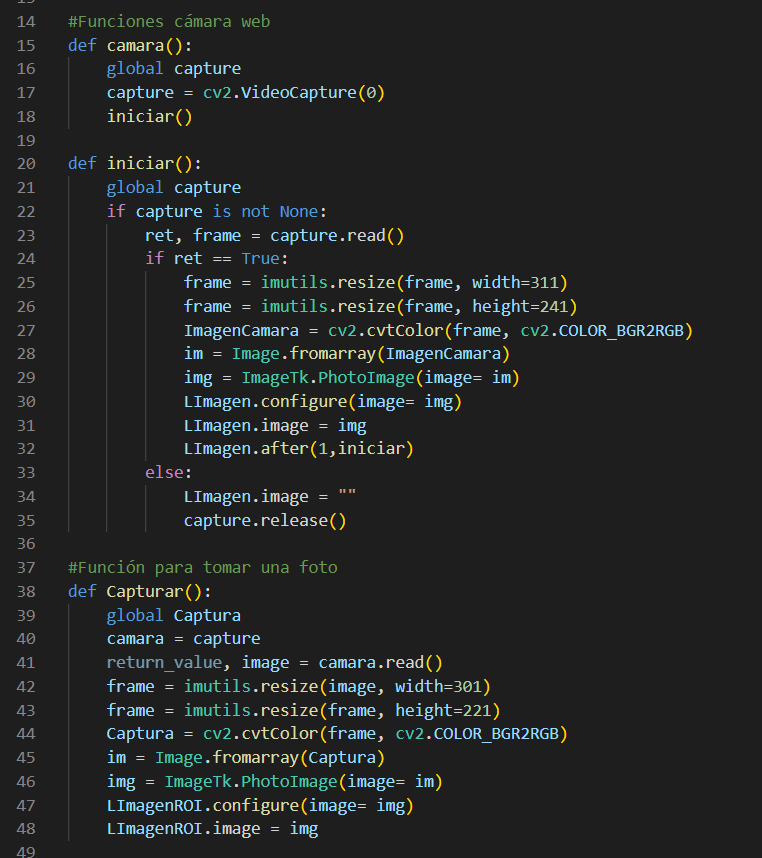 14 #Funciones cámara web
15 def camara():
16     global capture
17     capture = cv2.VideoCapture(0)
18     iniciar()
19
20 def iniciar():
21     global capture
22     if capture is not None:
23         ret, frame = capture.read()
24         if ret == True:
25             frame = imutils.resize(frame, width=311)
26             frame = imutils.resize(frame, height=241)
27             ImagenCamara = cv2.cvtColor(frame, cv2.COLOR_BGR2RGB)
28             im = Image.fromarray(ImagenCamara)
29             img = ImageTk.PhotoImage(image= im)
30             LImagen.configure(image= img)
31             LImagen.image = img
32             LImagen.after(1,iniciar)
33         else:
34             LImagen.image = ""
35             capture.release()
36
37 #Función para tomar una foto
38 def Capturar():
39     global Captura
40     camara = capture
41     return_value, image = camara.read()
42     frame = imutils.resize(image, width=301)
43     frame = imutils.resize(frame, height=221)
44     Captura = cv2.cvtColor(frame, cv2.COLOR_BGR2RGB)
45     im = Image.fromarray(Captura)
46     img = ImageTk.PhotoImage(image= im)
47     LImagenROI.configure(image= img)
48     LImagenROI.image = img
49